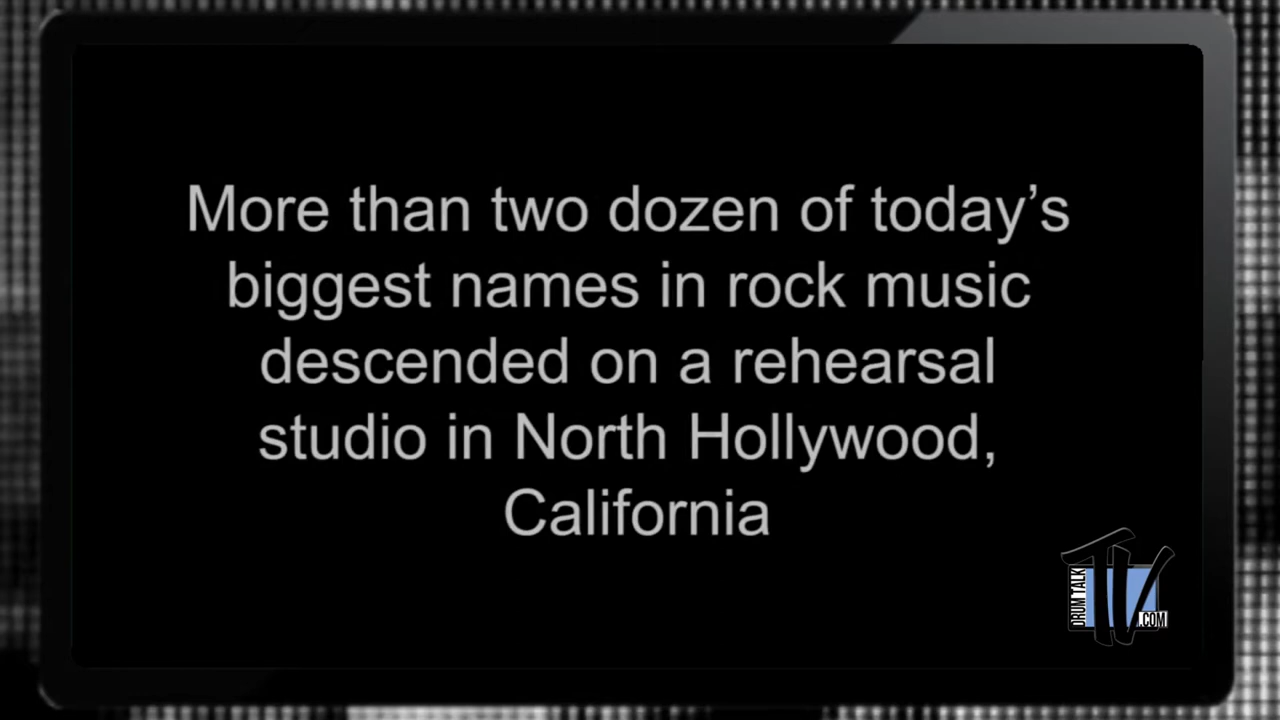 More than two dozen of today’s
biggest names in rock music
descended on a rehearsal
studio in North Hollywood,
California
DRUM TALK
TV
.COM